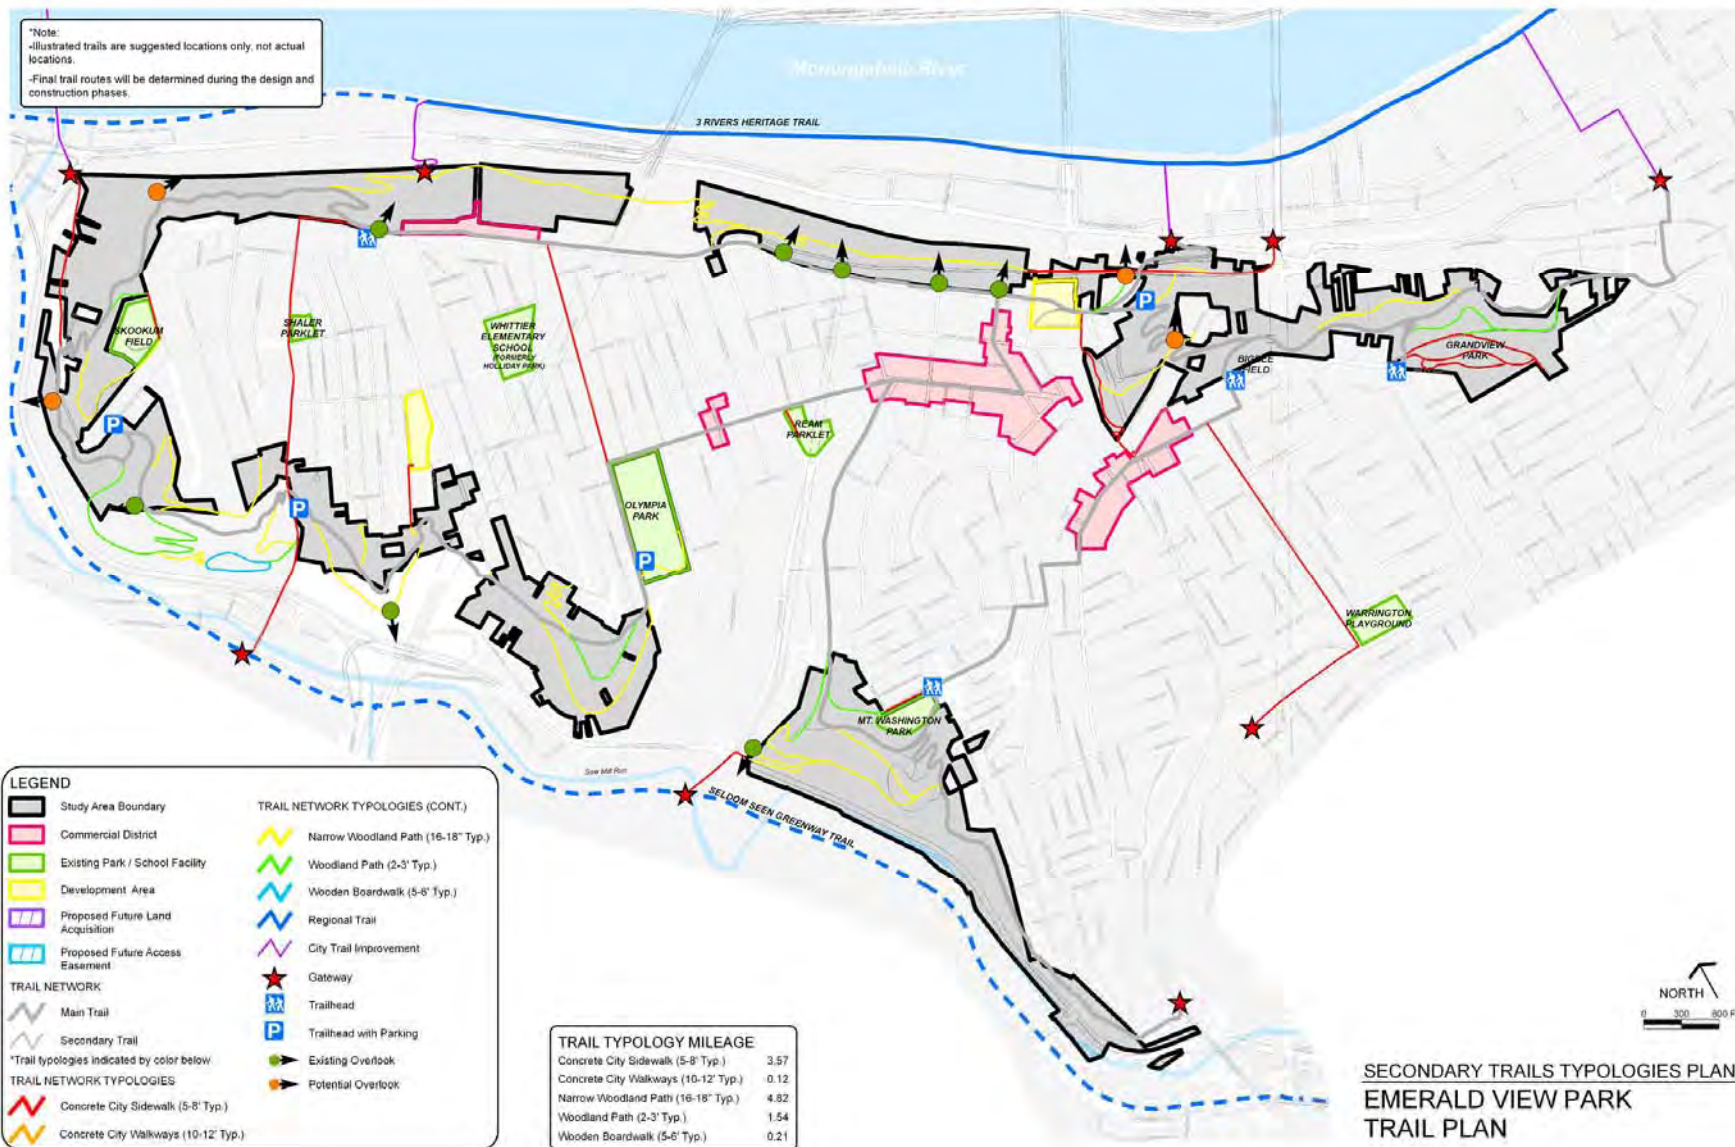 *Note:
-Illustrated trails are suggested locations only, not actual
locations.
-Final trail routes will be determined during the design and
construction phases.
Monongahela River
3 RIVERS HERITAGE TRAIL
SKOOKUM
FIELD
SHALER
PARKLET
WHITTIER
ELEMENTARY
SCHOOL
(FORMERLY
HOLLIDAY PARK)
P
P
OLYMPIA
PARK
P
REAM
PARKLET
P
BIGBEE
FIELD
GRANDVIEW
PARK
WARRINGTON
PLAYGROUND
MT. WASHINGTON
PARK
Saw Mill Run
SELDOM SEEN GREENWAY TRAIL
LEGEND
Study Area Boundary
Commercial District
Existing Park / School Facility
Development Area
Proposed Future Land
Acquisition
Proposed Future Access
Easement
TRAIL NETWORK
Main Trail
Secondary Trail
*Trail typologies indicated by color below
TRAIL NETWORK TYPOLOGIES
Concrete City Sidewalk (5-8' Typ.)
Concrete City Walkways (10-12' Typ.)
TRAIL NETWORK TYPOLOGIES (CONT.)
Narrow Woodland Path (16-18" Typ.)
Woodland Path (2-3' Typ.)
Wooden Boardwalk (5-6' Typ.)
Regional Trail
City Trail Improvement
Gateway
Trailhead
P Trailhead with Parking
Existing Overlook
Potential Overlook
TRAIL TYPOLOGY MILEAGE
Concrete City Sidewalk (5-8' Typ.) 3.57
Concrete City Walkways (10-12' Typ.) 0.12
Narrow Woodland Path (16-18" Typ.) 4.82
Woodland Path (2-3' Typ.) 1.54
Wooden Boardwalk (5-6' Typ.) 0.21
NORTH
0 300 600 F
SECONDARY TRAILS TYPOLOGIES PLAN
EMERALD VIEW PARK
TRAIL PLAN